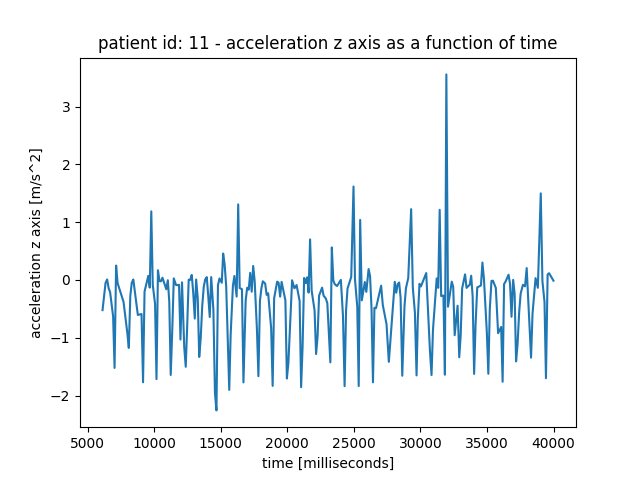 patient id: 11 - acceleration z axis as a function of time
acceleration z axis [m/s^2]
3
2
1
0
−1
−2
5000 10000 15000 20000 25000 30000 35000 40000
time [milliseconds]